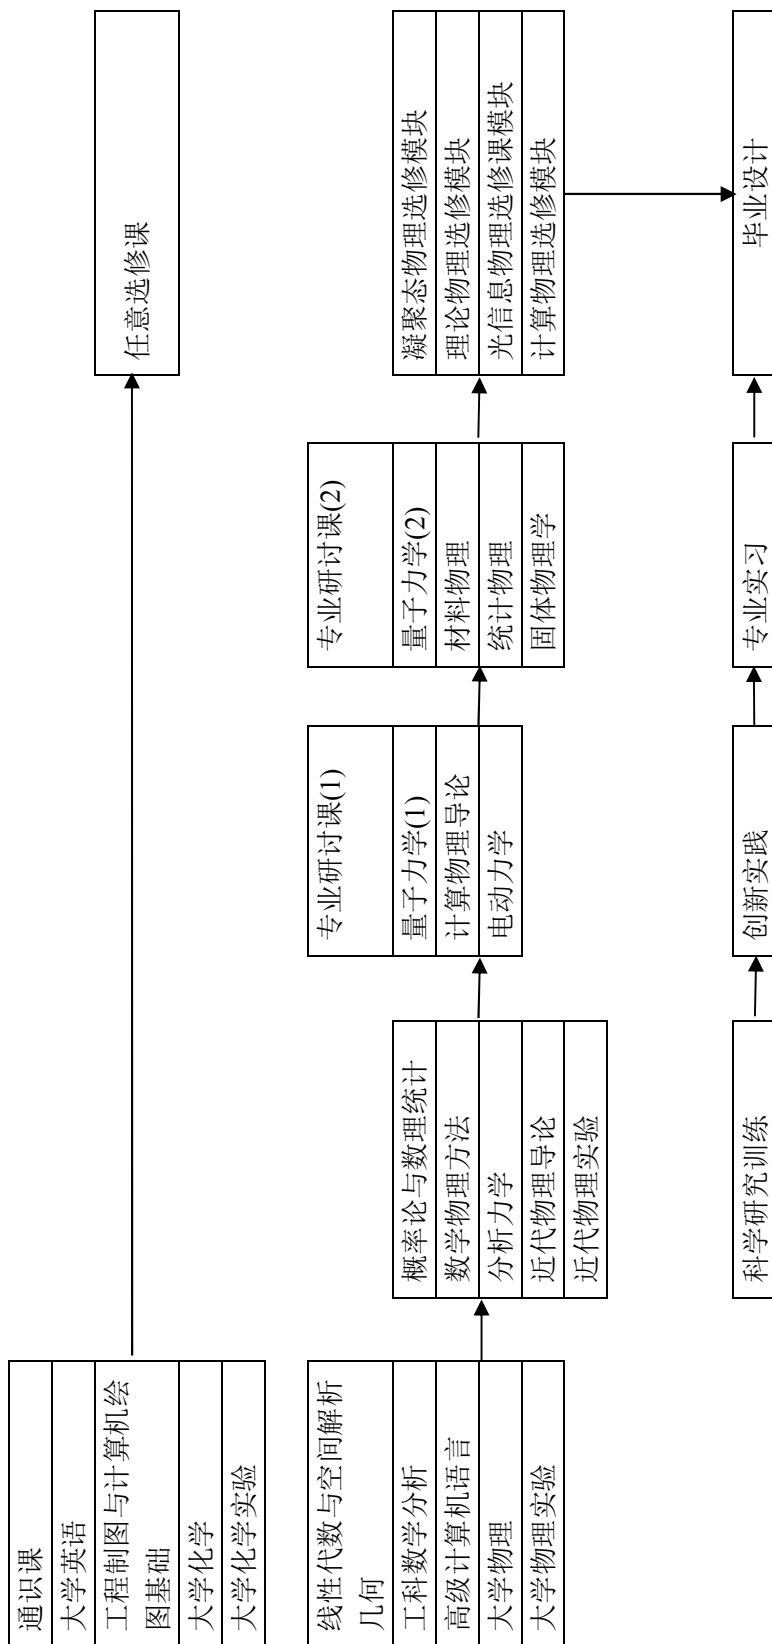 通识课
大学英语
工程制图与计算机绘
图基础
大学化学
大学化学实验
任意选修课
线性代数与空间解析
几何
工科数学分析
高级计算机语言
大学物理
大学物理实验
概率论与数理统计
数学物理方法
分析力学
近代物理导论
近代物理实验
专业研讨课(1)
量子力学(1)
计算物理导论
电动力学
专业研讨课(2)
量子力学(2)
材料物理
统计物理
固体物理学
凝聚态物理选修模块
理论物理选修模块
光信息物理选修课模块
计算物理选修模块
科学研究训练
创新实践
专业实习
毕业设计